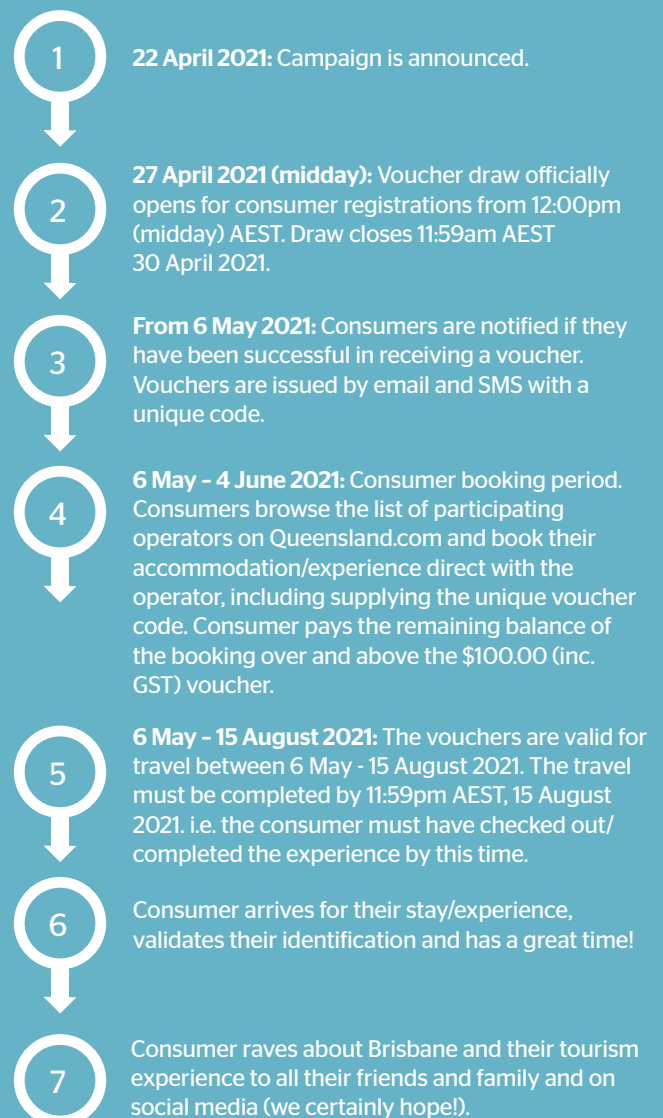 1
22 April 2021: Campaign is announced.
2
27 April 2021 (midday): Voucher draw officially
opens for consumer registrations from 12:00pm
(midday) AEST. Draw closes 11:59am AEST
30 April 2021.
3
From 6 May 2021: Consumers are notified if they
have been successful in receiving a voucher.
Vouchers are issued by email and SMS with a
unique code.
4
6 May – 4 June 2021: Consumer booking period.
Consumers browse the list of participating
operators on Queensland.com and book their
accommodation/experience direct with the
operator, including supplying the unique voucher
code. Consumer pays the remaining balance of
the booking over and above the $100.00 (inc.
GST) voucher.
5
6 May – 15 August 2021: The vouchers are valid for
travel between 6 May - 15 August 2021. The travel
must be completed by 11:59pm AEST, 15 August
2021. i.e. the consumer must have checked out/
completed the experience by this time.
6
Consumer arrives for their stay/experience,
validates their identification and has a great time!
7
Consumer raves about Brisbane and their tourism
experience to all their friends and family and on
social media (we certainly hope!).